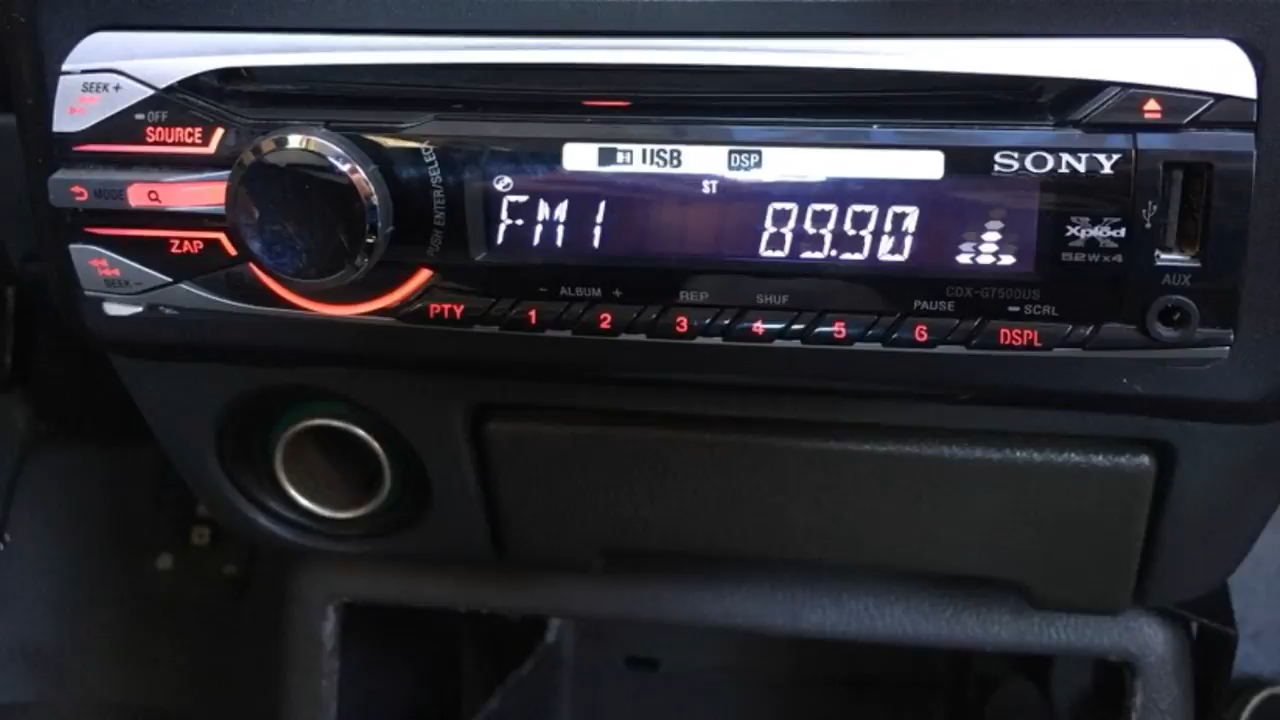 SEEK +
OFF
SOURCE
MODE
ZAP
SEEK -
PUSH ENTER/SELECT
USB
DSP
ST
FM1
89.90
SONY
Xplōd
52W×4
AUX
CDX-GT500US
ALBUM
REP
SHUF
PAUSE
SCRL
PTY
1
2
3
4
5
6
DSPL